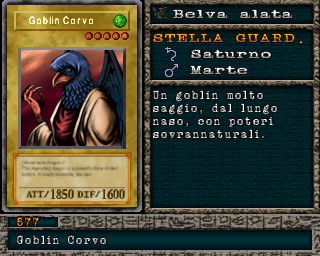 Goblin Corvo
ATT/1850 DIF/1600
Belva alata
STELLA GUARD.
Saturno
Marte
Un goblin molto
saggio, dal lungo
naso, con poteri
sovrannaturali.
577
Goblin Corvo